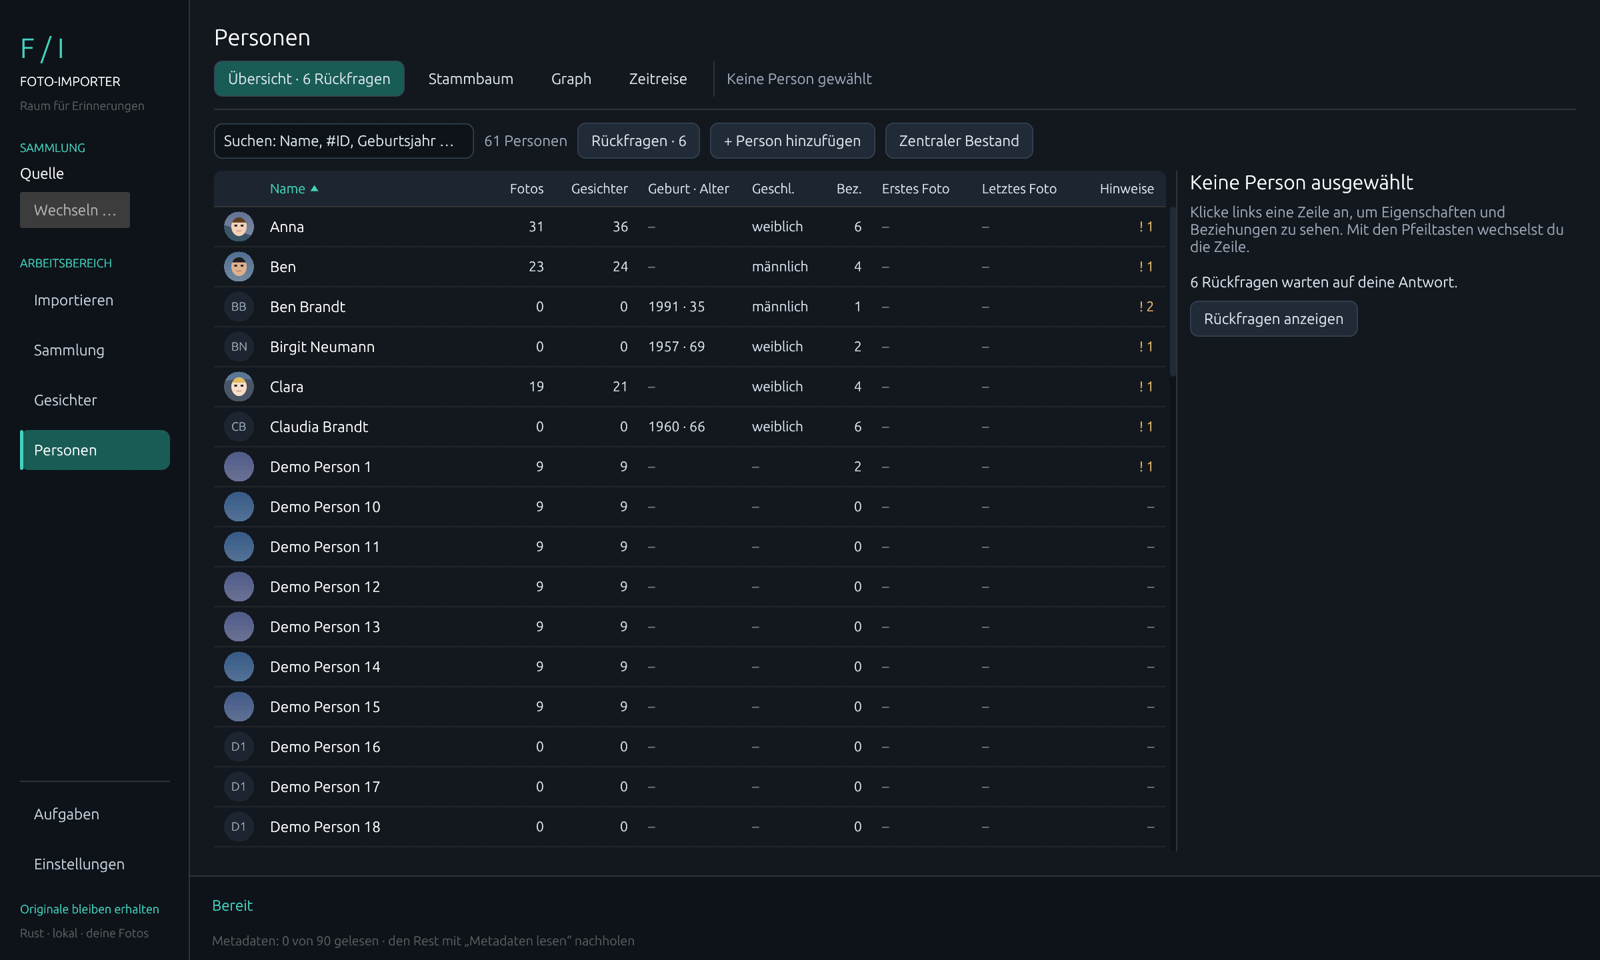 F / I
FOTO-IMPORTER
Raum für Erinnerungen
SAMMLUNG
Quelle
Wechseln …
ARBEITSBEREICH
Importieren
Sammlung
Gesichter
Personen
Aufgaben
Einstellungen
Originale bleiben erhalten
Rust · lokal · deine Fotos
Personen
Übersicht · 6 Rückfragen Stammbaum Graph Zeitreise Keine Person gewählt
Suchen: Name, #ID, Geburtsjahr … 61 Personen Rückfragen · 6 + Person hinzufügen Zentraler Bestand
Name ▲ Fotos Gesichter Geburt · Alter Geschl. Bez. Erstes Foto Letztes Foto Hinweise
Anna 31 36 – weiblich 6 – – ! 1
Ben 23 24 – männlich 4 – – ! 1
BB Ben Brandt 0 0 1991 · 35 männlich 1 – – ! 2
BN Birgit Neumann 0 0 1957 · 69 weiblich 2 – – ! 1
Clara 19 21 – weiblich 4 – – ! 1
CB Claudia Brandt 0 0 1960 · 66 weiblich 6 – – ! 1
Demo Person 1 9 9 – – 2 – – ! 1
Demo Person 10 9 9 – – 0 – – –
Demo Person 11 9 9 – – 0 – – –
Demo Person 12 9 9 – – 0 – – –
Demo Person 13 9 9 – – 0 – – –
Demo Person 14 9 9 – – 0 – – –
Demo Person 15 9 9 – – 0 – – –
D1 Demo Person 16 0 0 – – 0 – – –
D1 Demo Person 17 0 0 – – 0 – – –
D1 Demo Person 18 0 0 – – 0 – – –
Keine Person ausgewählt
Klicke links eine Zeile an, um Eigenschaften und
Beziehungen zu sehen. Mit den Pfeiltasten wechselst du
die Zeile.
6 Rückfragen warten auf deine Antwort.
Rückfragen anzeigen
Bereit
Metadaten: 0 von 90 gelesen · den Rest mit „Metadaten lesen“ nachholen